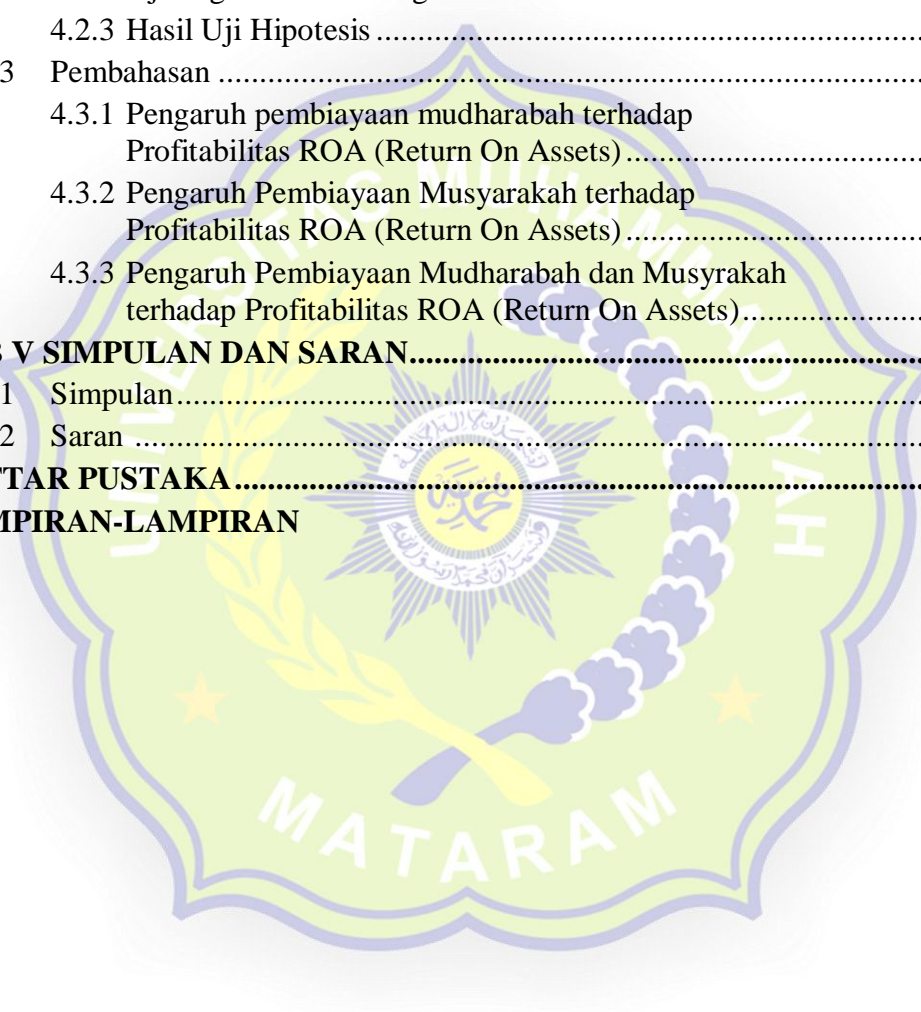 4.2.3 Hasil Uji Hipotesis ........................................................
3 Pembahasan ........................................................
4.3.1 Pengaruh pembiayaan mudharabah terhadap
Profitabilitas ROA (Return On Assets) ........................................
4.3.2 Pengaruh Pembiayaan Musyarakah terhadap
Profitabilitas ROA (Return On Assets) ........................................
4.3.3 Pengaruh Pembiayaan Mudharabah dan Musyrakah
terhadap Profitabilitas ROA (Return On Assets) ........................
V SIMPULAN DAN SARAN........................................................
1 Simpulan........................................................
2 Saran ........................................................
TAR PUSTAKA ........................................................
MPIRAN-LAMPIRAN
UNIVERSITAS MUHAMMADIYAH
MATARAM